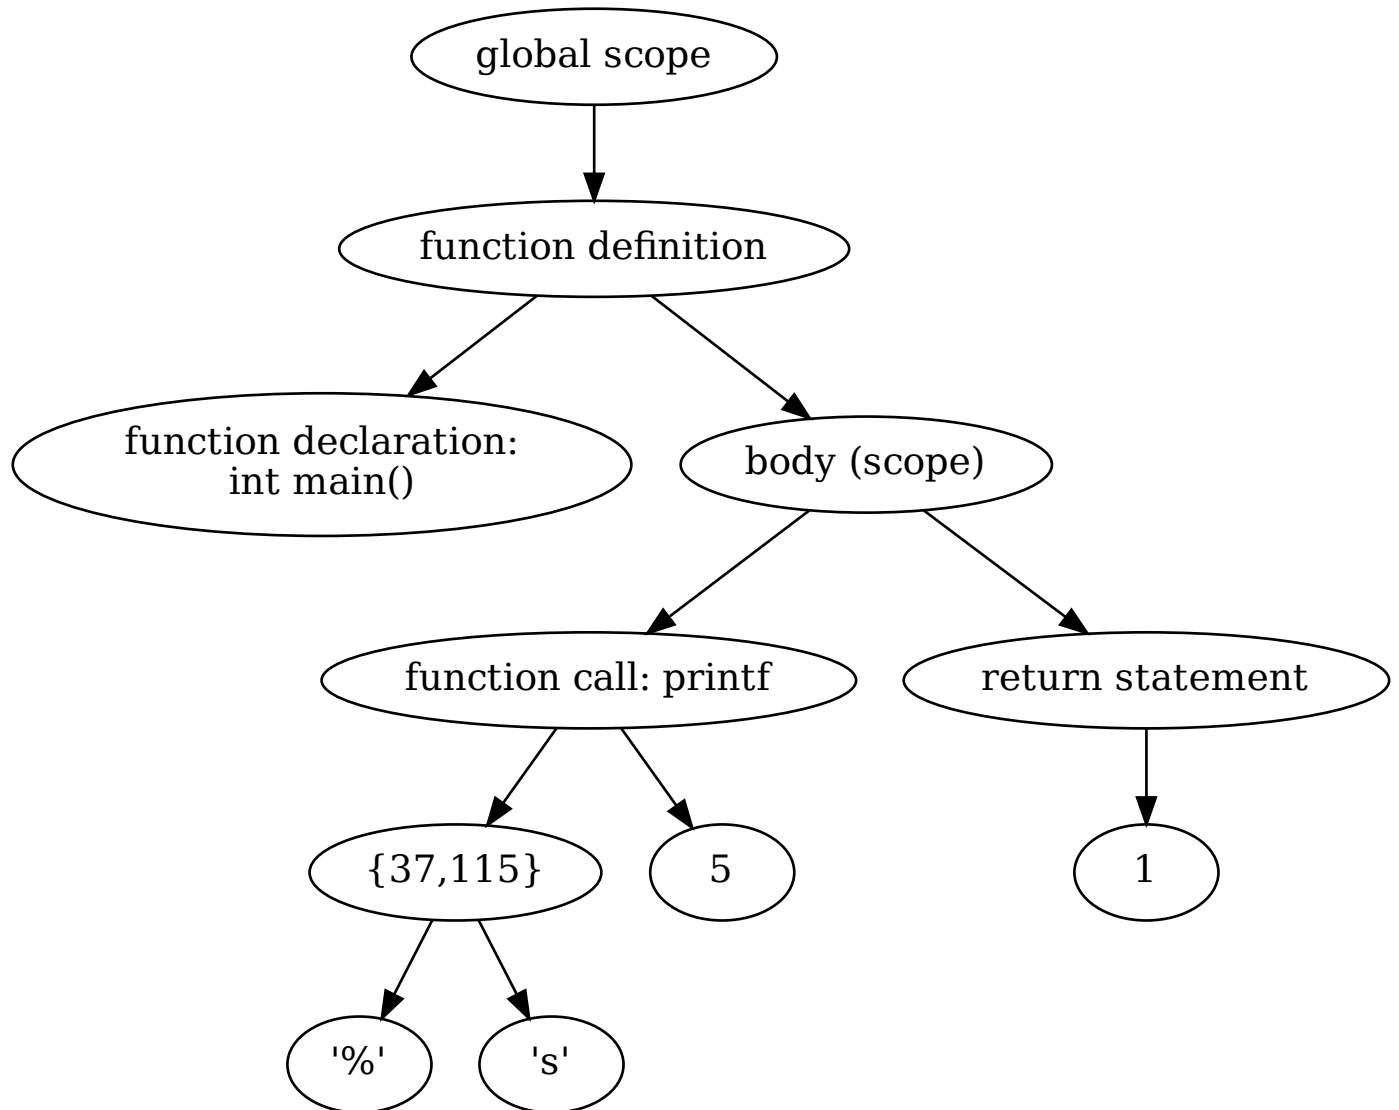 global scope
function definition
function declaration:
int main()
body (scope)
function call: printf
return statement
{37,115}
5
1
'%'
's'